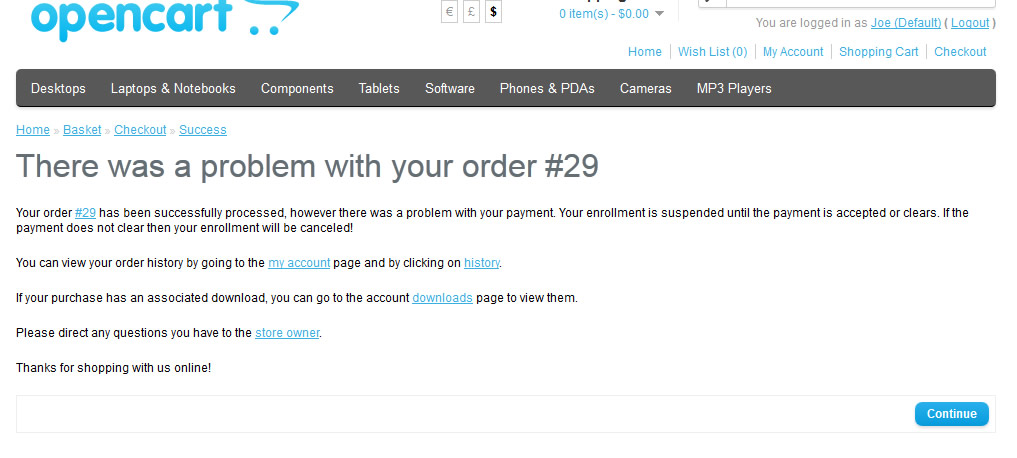 opencart
€ £ $
0 item(s) - $0.00
You are logged in as Joe (Default) ( Logout )
Home Wish List (0) My Account Shopping Cart Checkout
Desktops Laptops & Notebooks Components Tablets Software Phones & PDAs Cameras MP3 Players
Home » Basket » Checkout » Success
There was a problem with your order #29
Your order #29 has been successfully processed, however there was a problem with your payment. Your enrollment is suspended until the payment is accepted or clears. If the
payment does not clear then your enrollment will be canceled!
You can view your order history by going to the my account page and by clicking on history.
If your purchase has an associated download, you can go to the account downloads page to view them.
Please direct any questions you have to the store owner.
Thanks for shopping with us online!
Continue